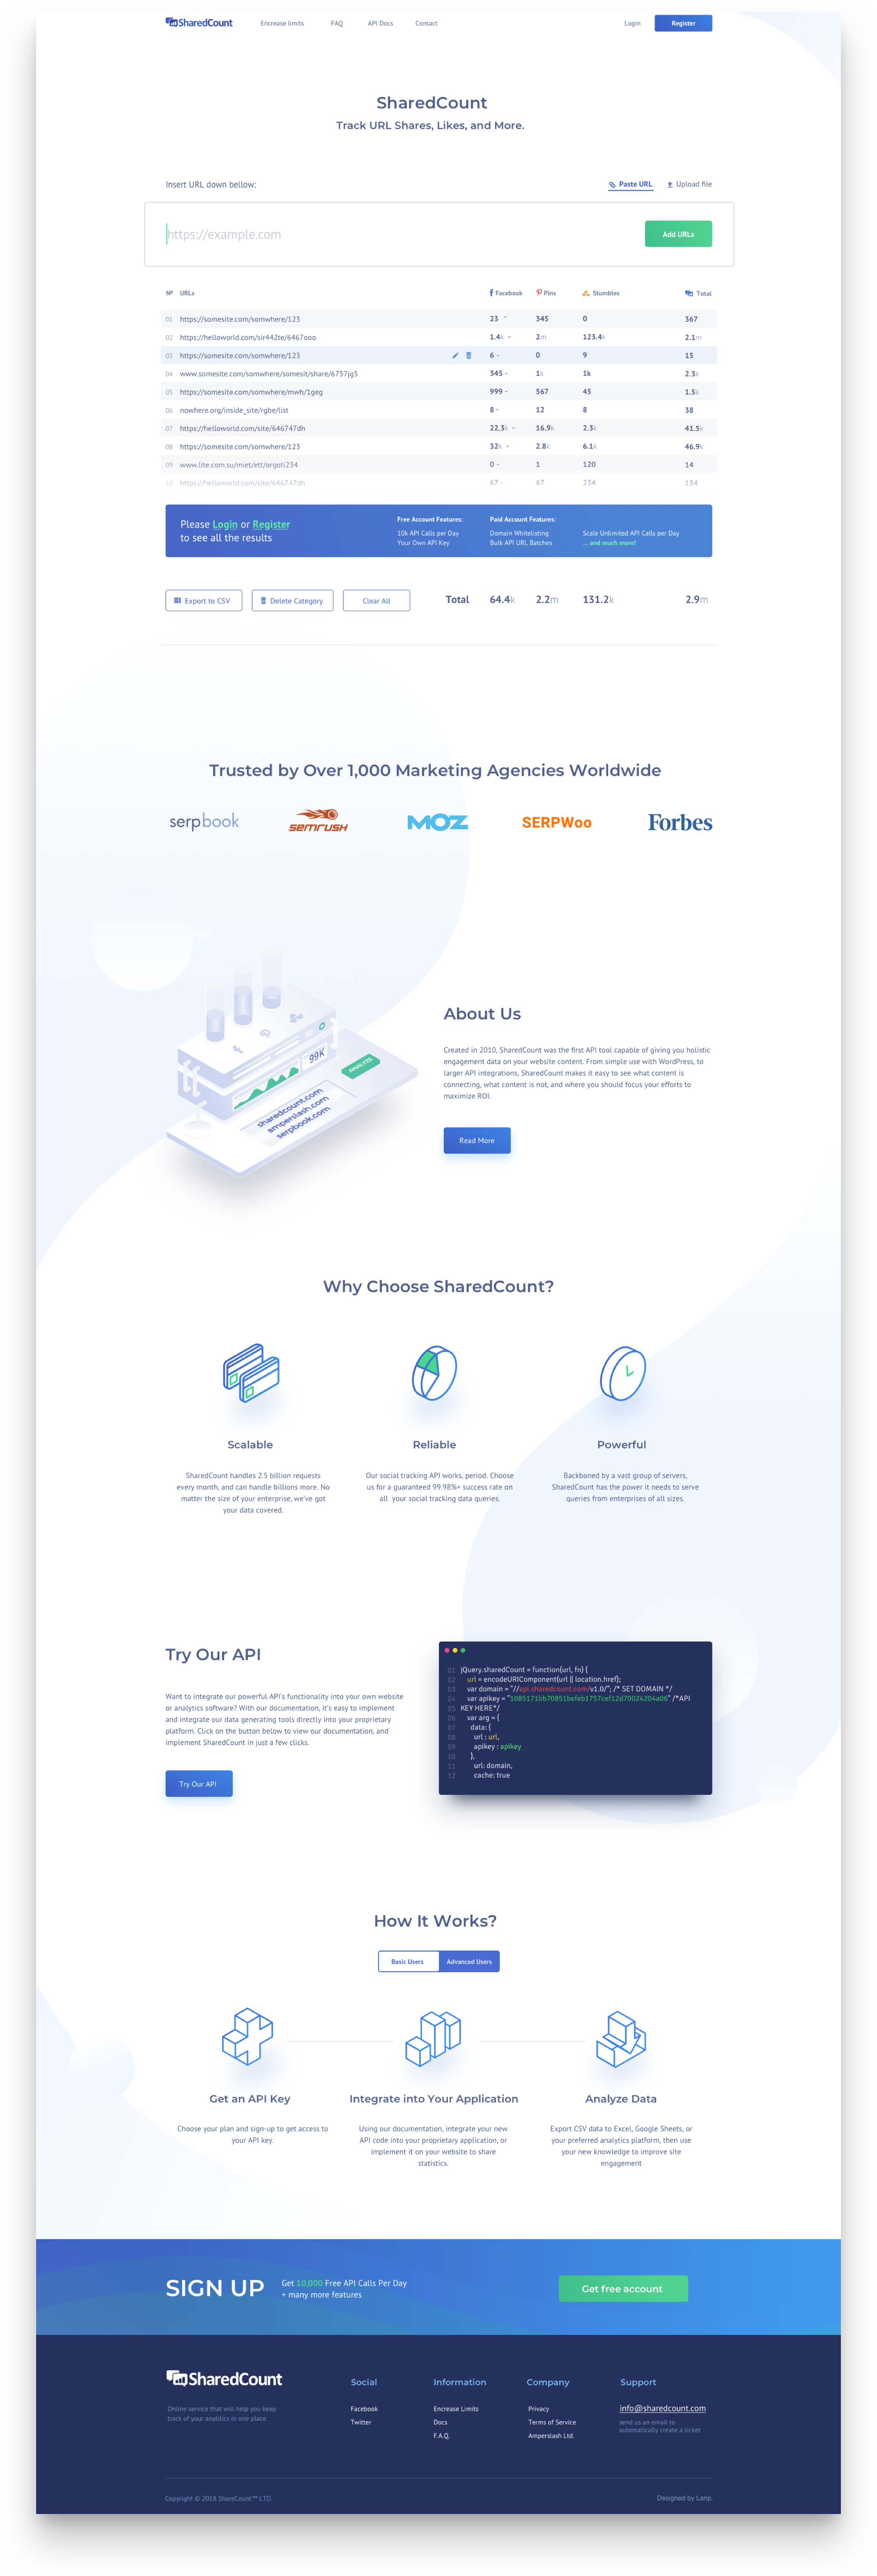 SharedCount Encrease limits FAQ API Docs Contact Login Register
SharedCount
Track URL Shares, Likes, and More.
Insert URL down bellow: Paste URL Upload file
https://example.com Add URLs
№ URLs Facebook Pins Stumbles Total
01 https://somesite.com/somwhere/123 23 345 0 367
02 https://helloworld.com/sir442te/6467ooo 1.4k 2m 123.4k 2.1m
03 https://somesite.com/somwhere/123 6 0 9 15
04 www.somesite.com/somwhere/somesit/share/6757jg5 345 1k 1k 2.3k
05 https://somesite.com/somwhere/mwh/1geg 999 567 45 1.5k
06 nowhere.org/inside_site/rgbe/list 8 12 8 38
07 https://helloworld.com/site/646747dh 22.3k 16.9k 2.3k 41.5k
08 https://somesite.com/somwhere/123 32k 2.8k 6.1k 46.9k
09 www.lite.com.su/miet/ett/orgoti234 0 1 120 14
10 https://helloworld.com/site/646747dh 67 67 234 154
Please Login or Register
to see all the results
Free Account Features:
10k API Calls per Day
Your Own API Key
Paid Account Features:
Domain Whitelisting
Bulk API URL Batches
Scale Unlimited API Calls per Day
... and much more!
Export to CSV Delete Category Clear All Total 64.4k 2.2m 131.2k 2.9m
Trusted by Over 1,000 Marketing Agencies Worldwide
serpbook semrush MOZ SERPWoo Forbes
99K
ANALYZE
sharedcount.com
amperslash.com
serpbook.com
About Us
Created in 2010, SharedCount was the first API tool capable of giving you holistic
engagement data on your website content. From simple use with WordPress, to
larger API integrations, SharedCount makes it easy to see what content is
connecting, what content is not, and where you should focus your efforts to
maximize ROI.
Read More
Why Choose SharedCount?
Scalable
SharedCount handles 2.5 billion requests
every month, and can handle billions more. No
matter the size of your enterprise, we've got
your data covered.
Reliable
Our social tracking API works, period. Choose
us for a guaranteed 99.98%+ success rate on
all your social tracking data queries.
Powerful
Backboned by a vast group of servers,
SharedCount has the power it needs to serve
queries from enterprises of all sizes.
Try Our API
Want to integrate our powerful API's functionality into your own website
or analytics software? With our documentation, it's easy to implement
and integrate our data generating tools directly into your proprietary
platform. Click on the button below to view our documentation, and
implement SharedCount in just a few clicks.
Try Our API
01 jQuery.sharedCount = function(url, fn) {
02 url = encodeURIComponent(url || location.href);
03 var domain = "//api.sharedcount.com/v1.0/"; /* SET DOMAIN */
04 var apikey = "1085171bb70851befeb1757cef12d70024204a06" /*API
05 KEY HERE*/
06 var arg = {
07 data: {
08 url : url,
09 apikey : apikey
10 },
11 url: domain,
12 cache: true
How It Works?
Basic Users Advanced Users
Get an API Key
Choose your plan and sign-up to get access to
your API key.
Integrate into Your Application
Using our documentation, integrate your new
API code into your proprietary application, or
implement it on your website to share
statistics.
Analyze Data
Export CSV data to Excel, Google Sheets, or
your preferred analytics platform, then use
your new knowledge to improve site
engagement
SIGN UP
Get 10,000 Free API Calls Per Day
+ many more features
Get free account
SharedCount
Online service that will help you keep
track of your analitics in one place
Social
Facebook
Twitter
Information
Encrease Limits
Docs
F.A.Q.
Company
Privacy
Terms of Service
Amperslash Ltd.
Support
info@sharedcount.com
send us an email to
automatically create a ticket
Copyright © 2018 ShareCount™ LTD. Designed by Lanp.